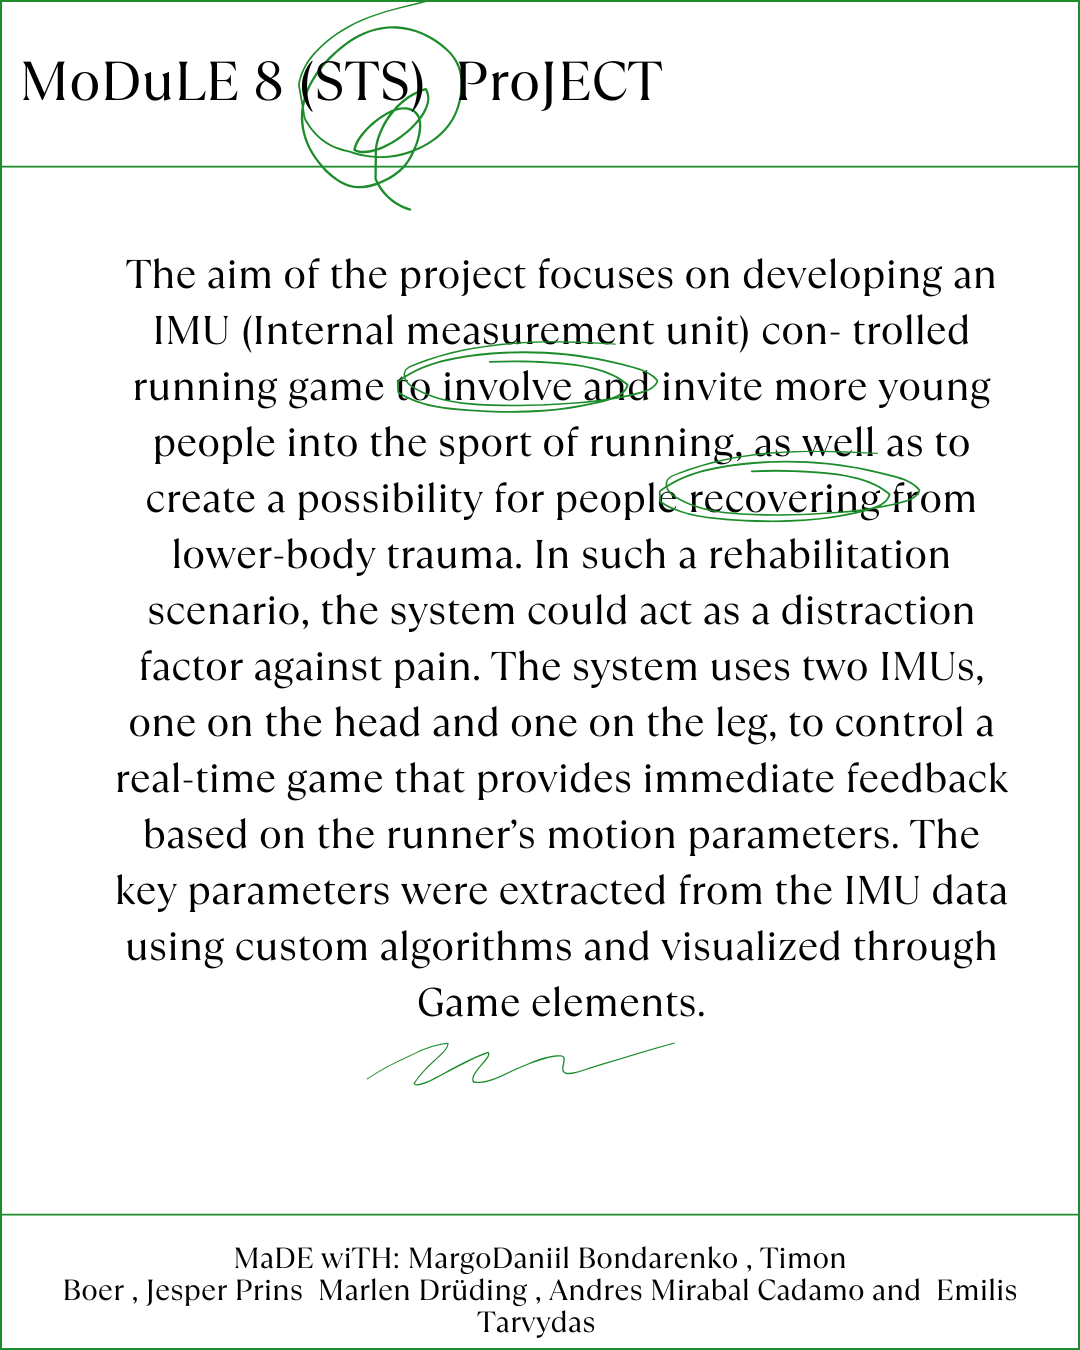 MoDuLE 8 (STS) ProJECT
The aim of the project focuses on developing an
IMU (Internal measurement unit) con- trolled
running game to involve and invite more young
people into the sport of running, as well as to
create a possibility for people recovering from
lower-body trauma. In such a rehabilitation
scenario, the system could act as a distraction
factor against pain. The system uses two IMUs,
one on the head and one on the leg, to control a
real-time game that provides immediate feedback
based on the runner’s motion parameters. The
key parameters were extracted from the IMU data
using custom algorithms and visualized through
Game elements.
MaDE wiTH: MargoDaniil Bondarenko , Timon
Boer , Jesper Prins  Marlen Drüding , Andres Mirabal Cadamo and  Emilis
Tarvydas